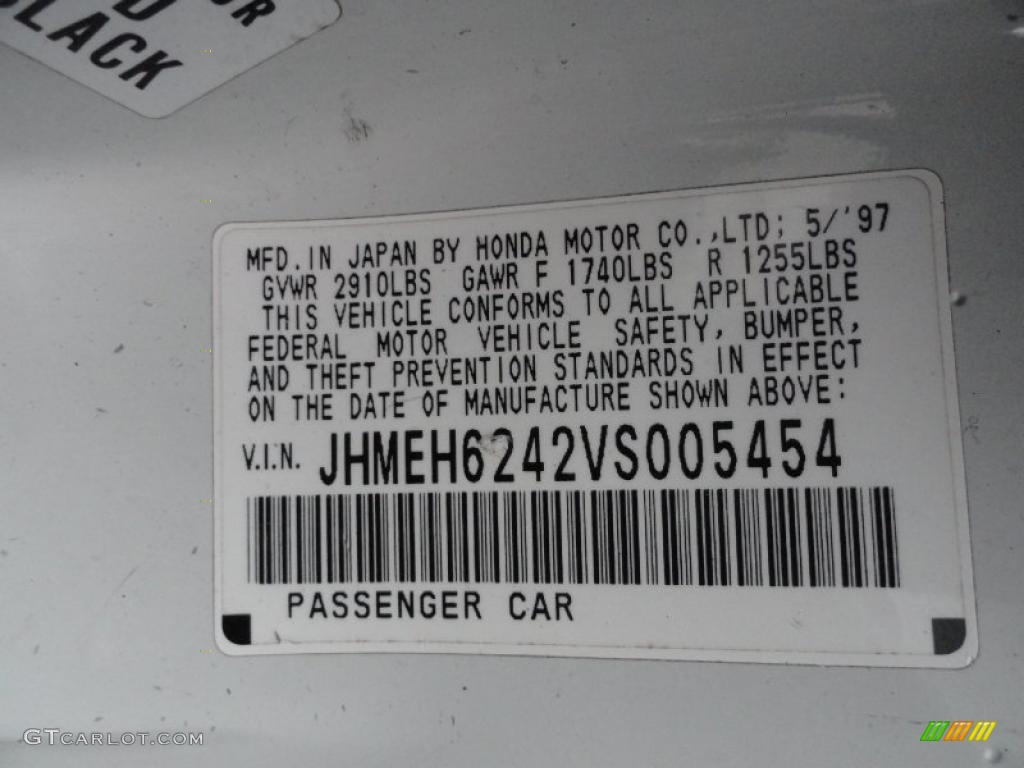 OR
D
BLACK
MFD. IN JAPAN BY HONDA MOTOR CO.,LTD; 5/'97
GVWR 2910LBS GAWR F 1740LBS R 1255LBS
THIS VEHICLE CONFORMS TO ALL APPLICABLE
FEDERAL MOTOR VEHICLE SAFETY, BUMPER,
AND THEFT PREVENTION STANDARDS IN EFFECT
ON THE DATE OF MANUFACTURE SHOWN ABOVE:
V.I.N. JHMEH6242VS005454
PASSENGER CAR
GTCARLOT.COM